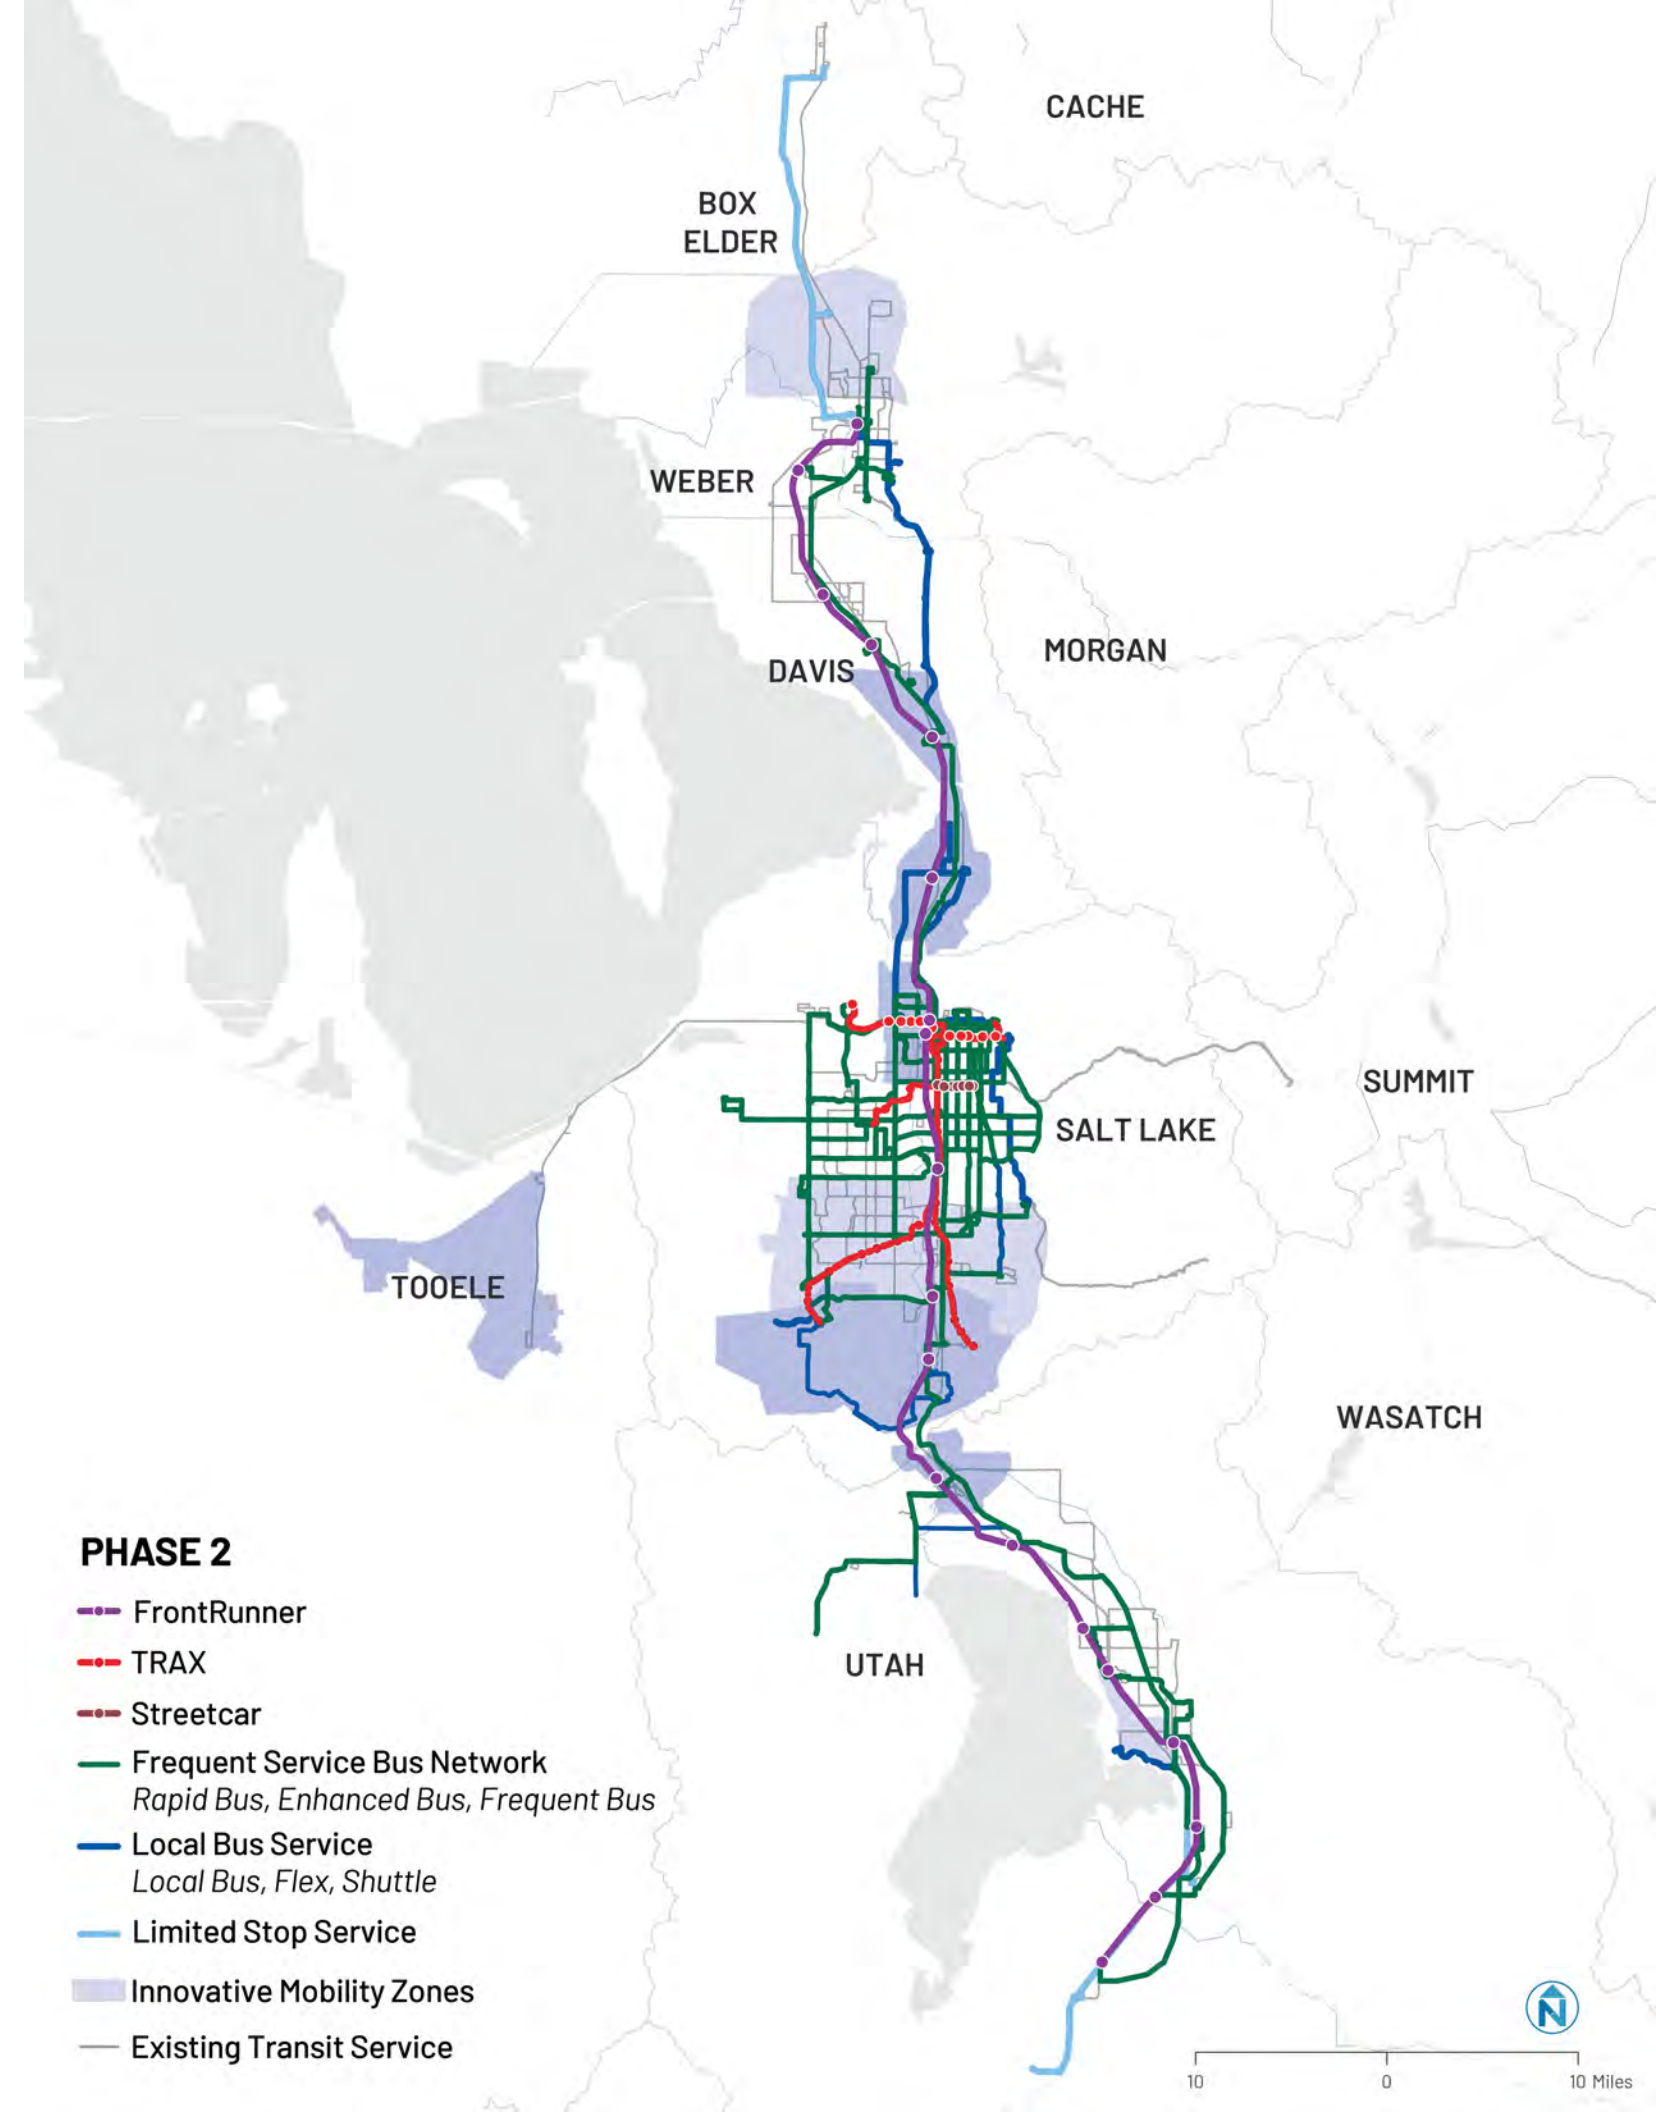 CACHE
BOX
ELDER
WEBER
MORGAN
DAVIS
SUMMIT
SALT LAKE
TOOELE
WASATCH
UTAH
PHASE 2
FrontRunner
TRAX
Streetcar
Frequent Service Bus Network
Rapid Bus, Enhanced Bus, Frequent Bus
Local Bus Service
Local Bus, Flex, Shuttle
Limited Stop Service
Innovative Mobility Zones
Existing Transit Service
N
10 0 10 Miles